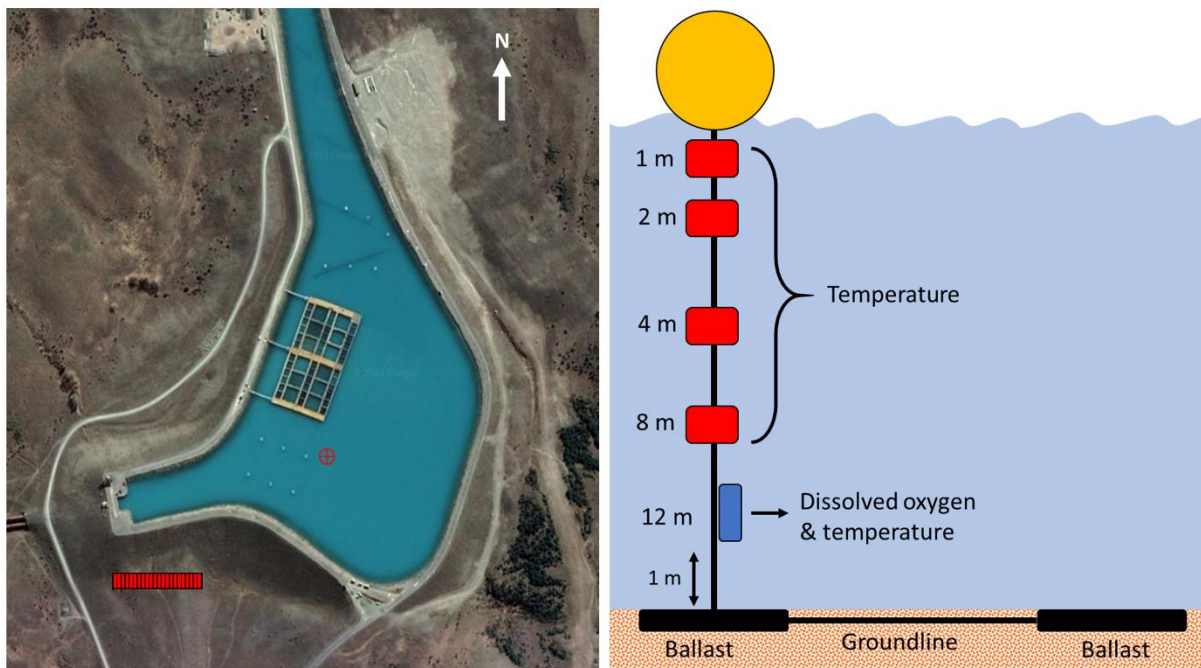 N
1 m
2 m
4 m
Temperature
8 m
12 m
Dissolved oxygen
& temperature
1 m
Ballast
Groundline
Ballast